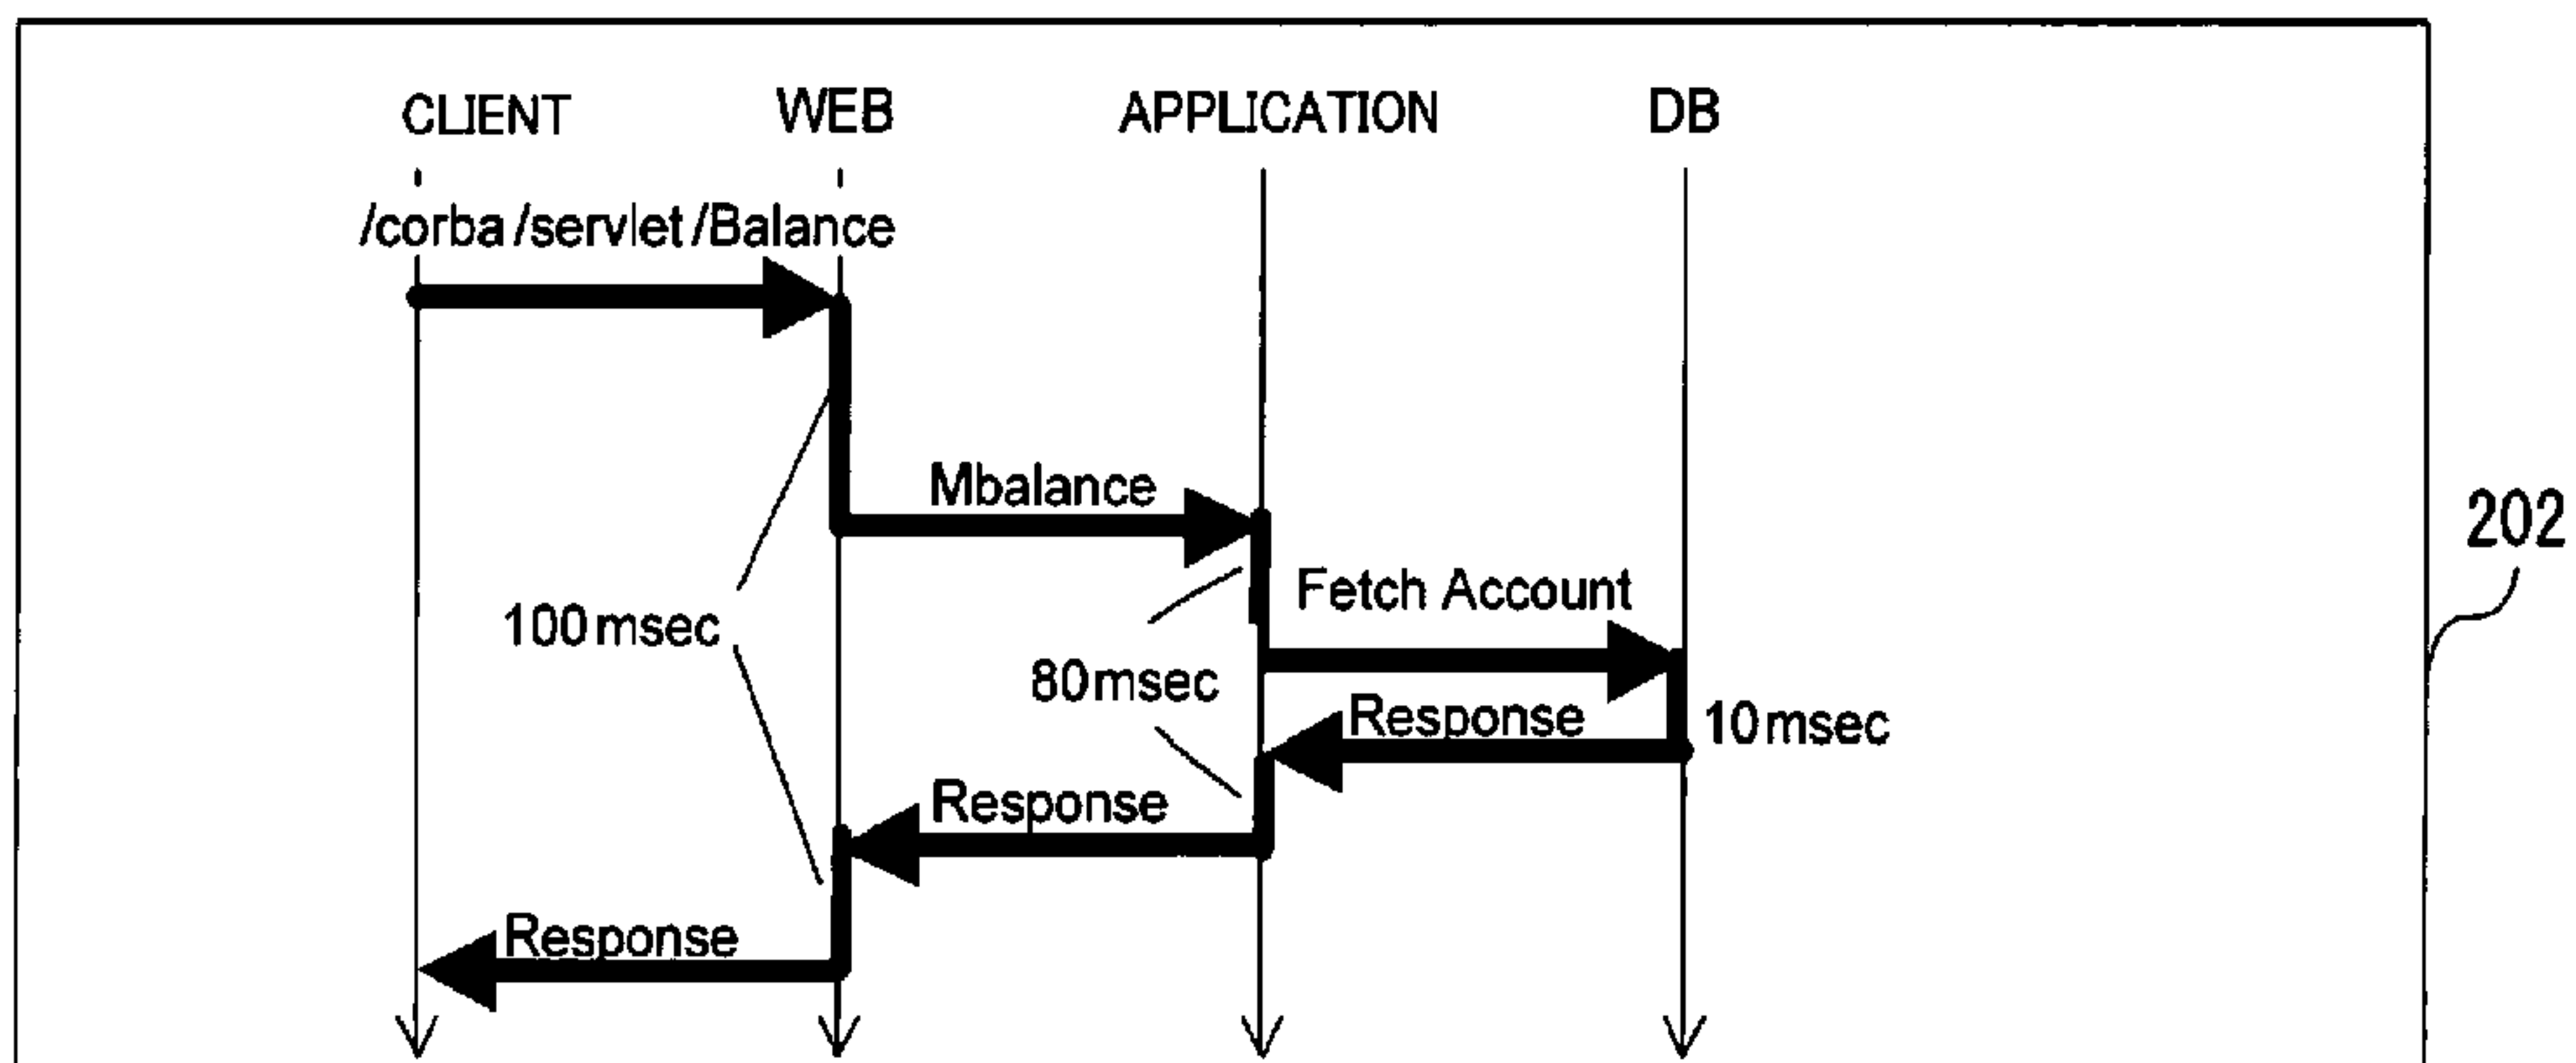 CLIENT WEB APPLICATION DB
/corba/servlet/Balance
Mbalance
202
Fetch Account
100msec
80msec
Response
10msec
Response
Response